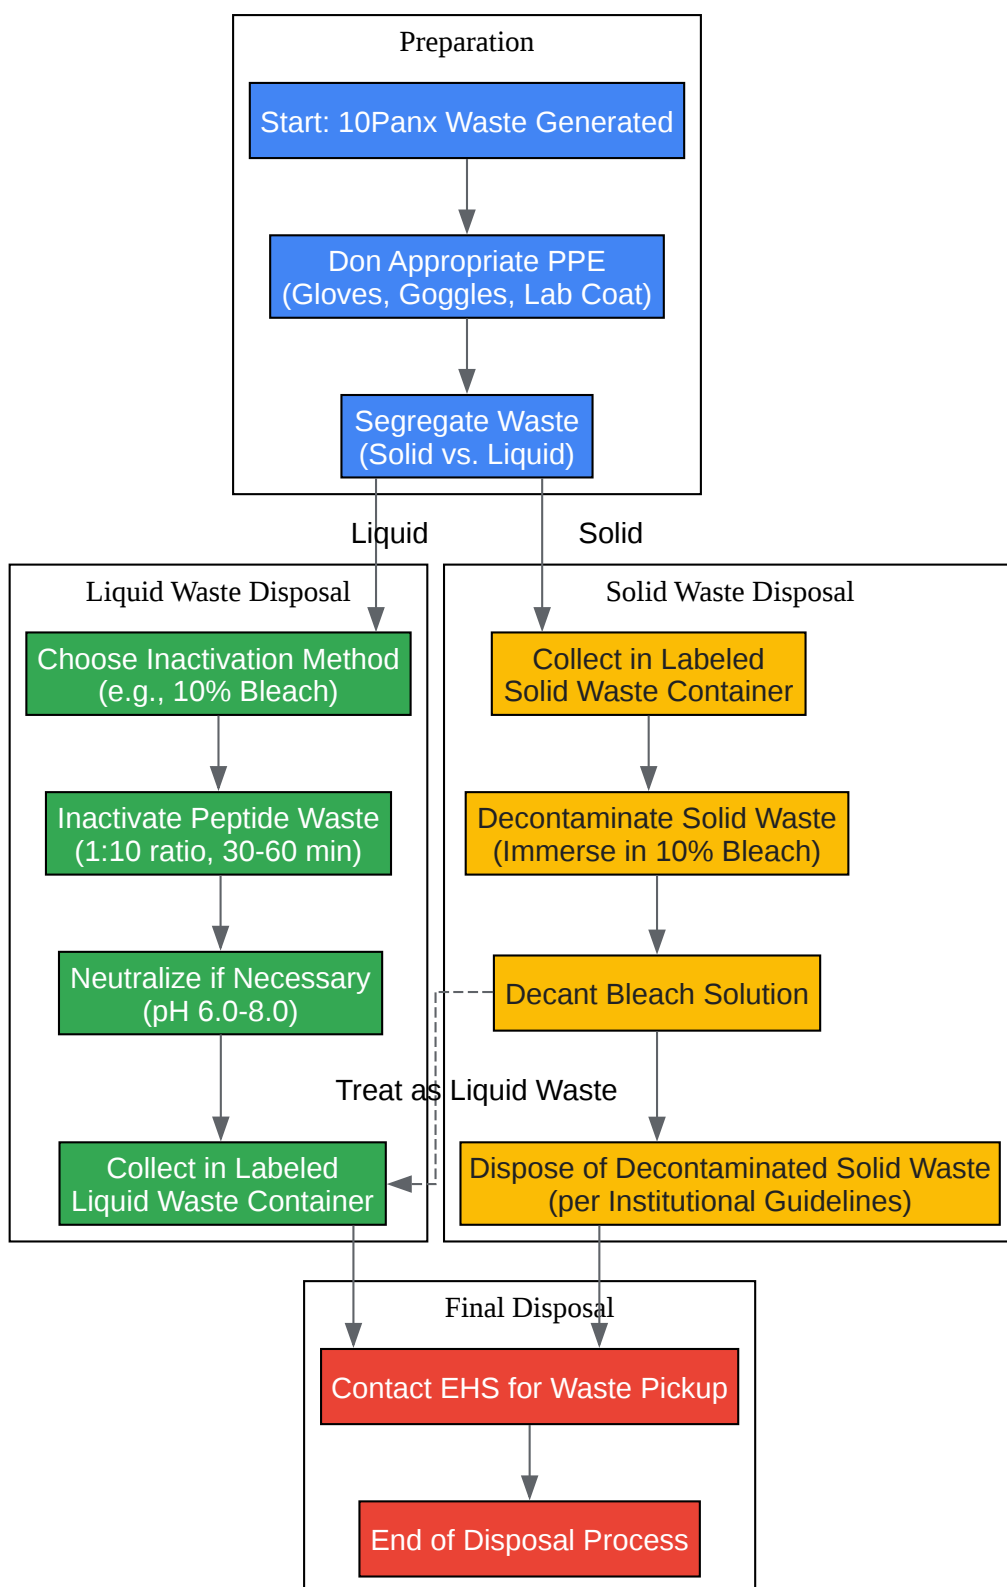 Preparation
Start: 10Panx Waste Generated
Don Appropriate PPE
(Gloves, Goggles, Lab Coat)
Segregate Waste
(Solid vs. Liquid)
Liquid
Solid
Liquid Waste Disposal
Choose Inactivation Method
(e.g., 10% Bleach)
Inactivate Peptide Waste
(1:10 ratio, 30-60 min)
Neutralize if Necessary
(pH 6.0-8.0)
Collect in Labeled
Liquid Waste Container
Solid Waste Disposal
Collect in Labeled
Solid Waste Container
Decontaminate Solid Waste
(Immerse in 10% Bleach)
Decant Bleach Solution
Treat as Liquid Waste
Dispose of Decontaminated Solid Waste
(per Institutional Guidelines)
Final Disposal
Contact EHS for Waste Pickup
End of Disposal Process